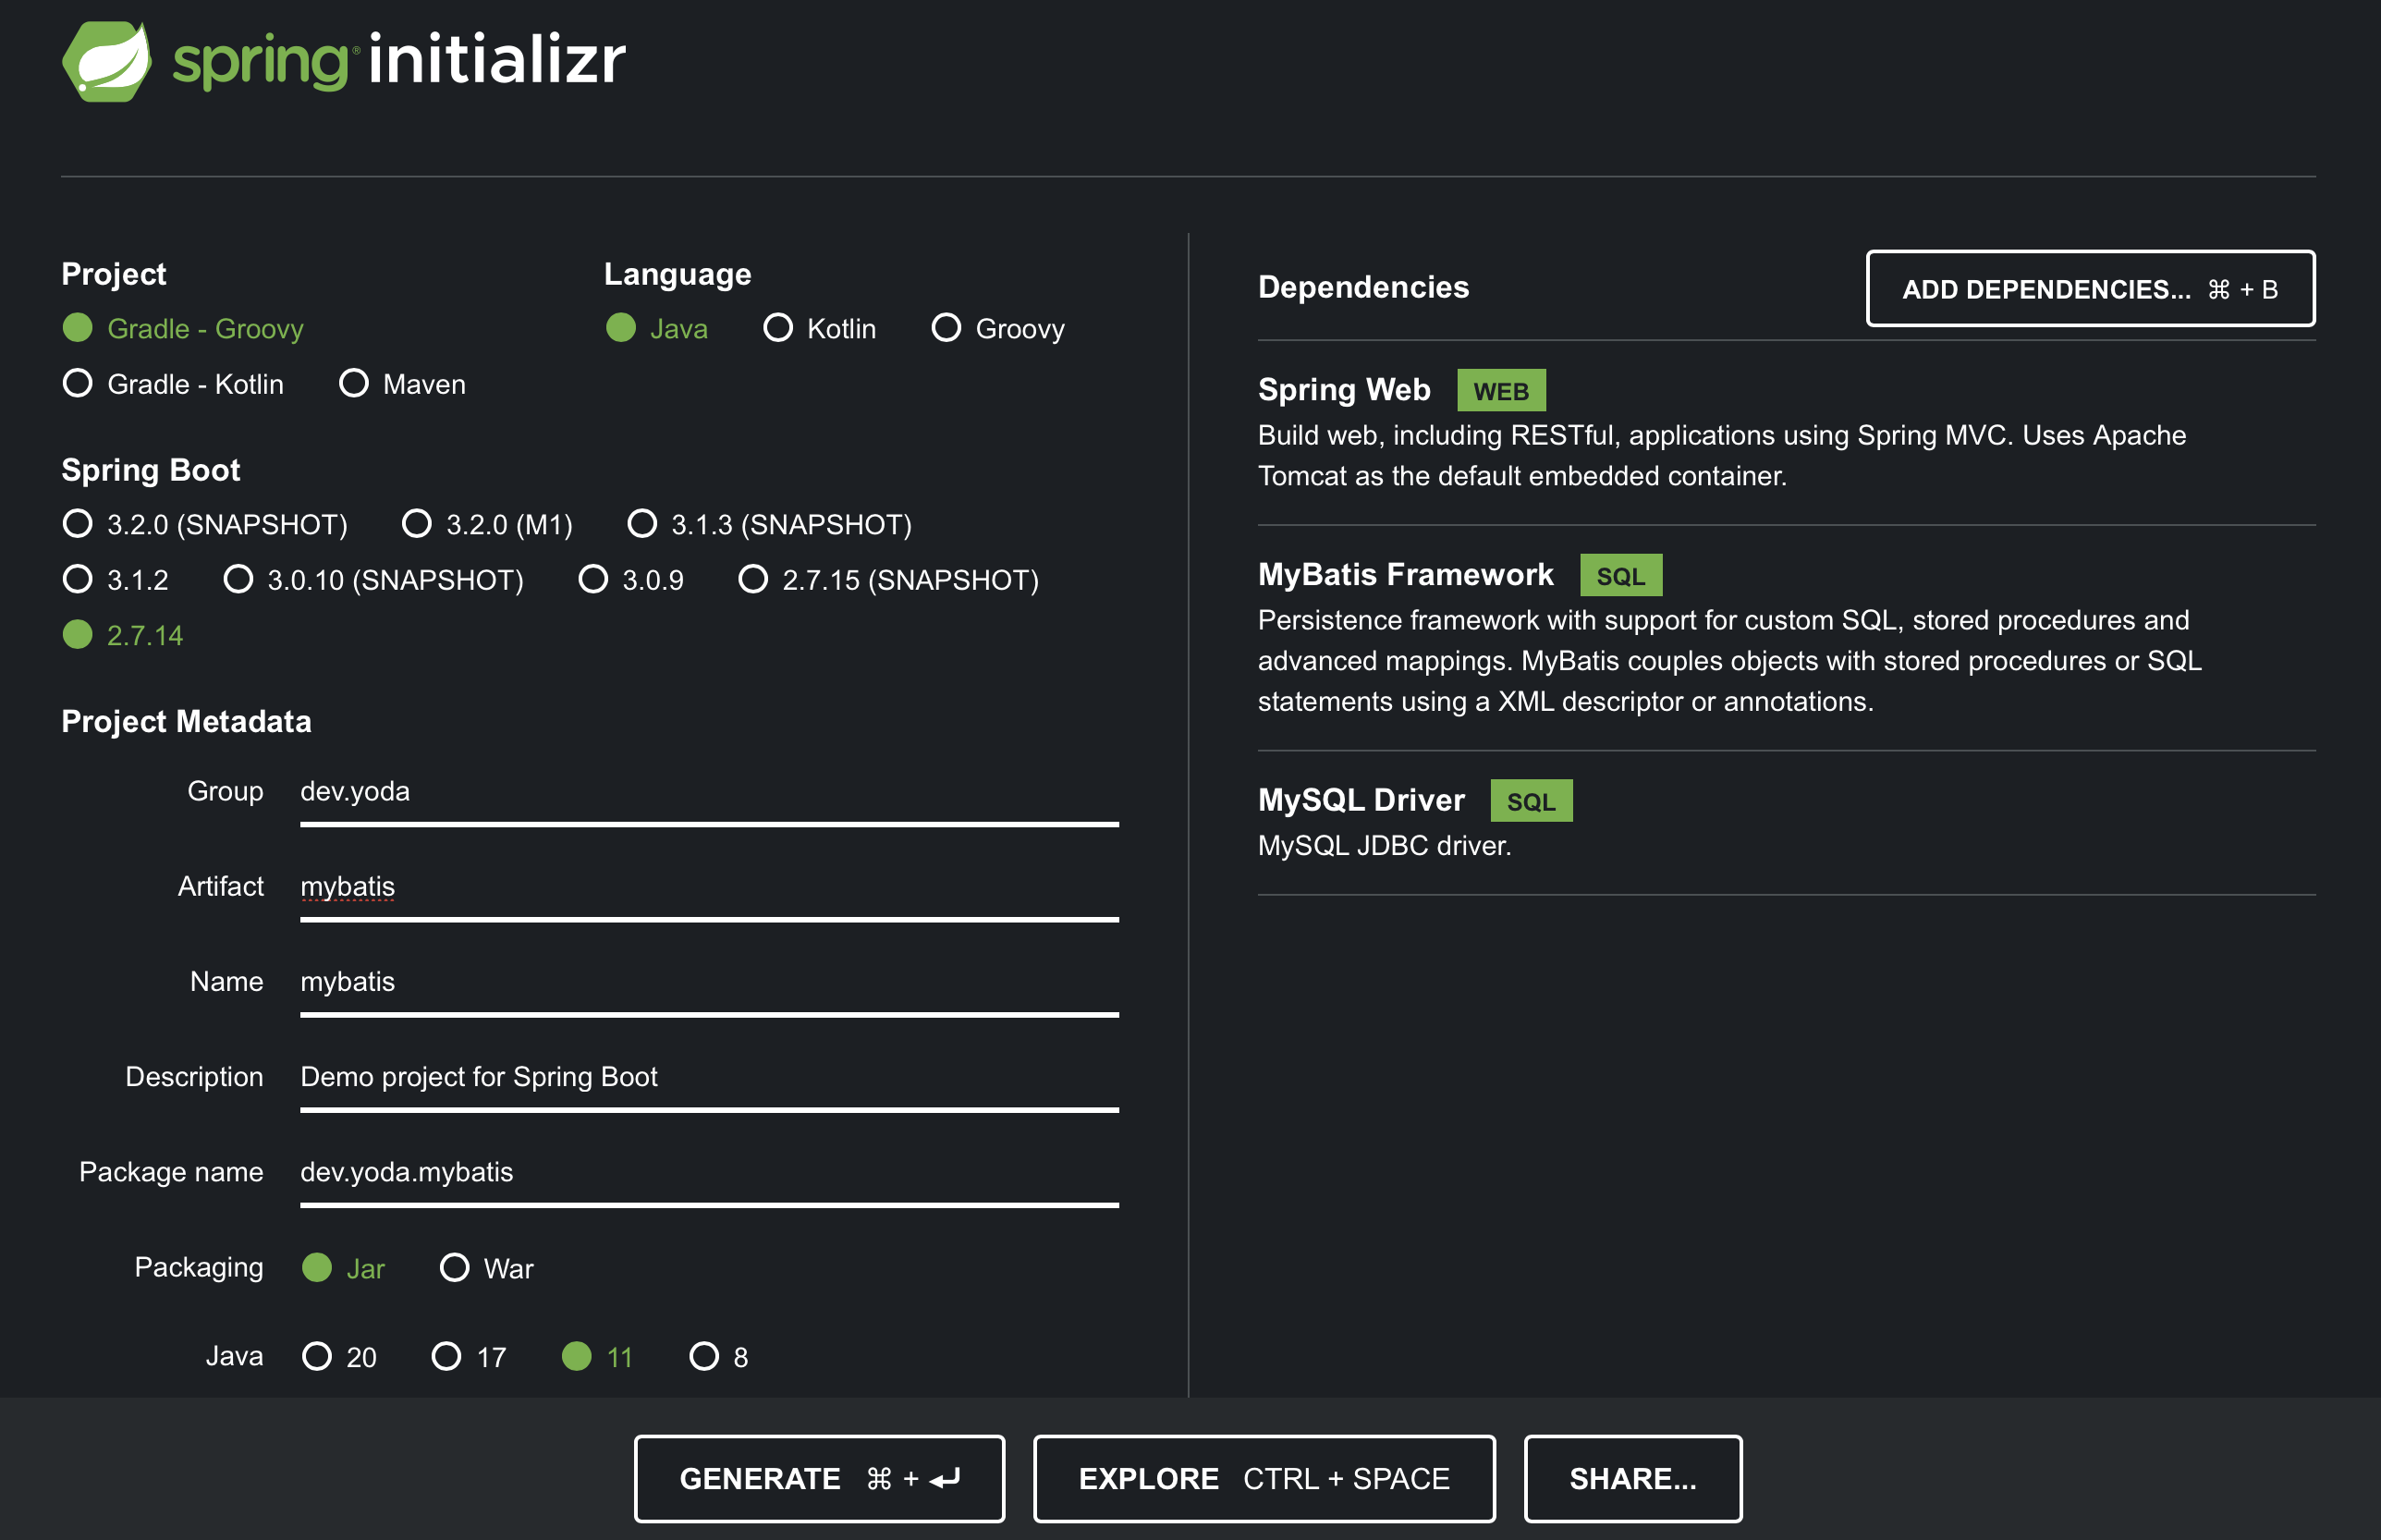 spring® initializr
Project
Gradle - Groovy
Gradle - Kotlin Maven
Language
Java Kotlin Groovy
Spring Boot
3.2.0 (SNAPSHOT) 3.2.0 (M1) 3.1.3 (SNAPSHOT)
3.1.2 3.0.10 (SNAPSHOT) 3.0.9 2.7.15 (SNAPSHOT)
2.7.14
Project Metadata
Group dev.yoda
Artifact mybatis
Name mybatis
Description Demo project for Spring Boot
Package name dev.yoda.mybatis
Packaging Jar War
Java 20 17 11 8
Dependencies
ADD DEPENDENCIES... ⌘ + B
Spring Web WEB
Build web, including RESTful, applications using Spring MVC. Uses Apache
Tomcat as the default embedded container.
MyBatis Framework SQL
Persistence framework with support for custom SQL, stored procedures and
advanced mappings. MyBatis couples objects with stored procedures or SQL
statements using a XML descriptor or annotations.
MySQL Driver SQL
MySQL JDBC driver.
GENERATE ⌘ + ↵
EXPLORE CTRL + SPACE
SHARE...